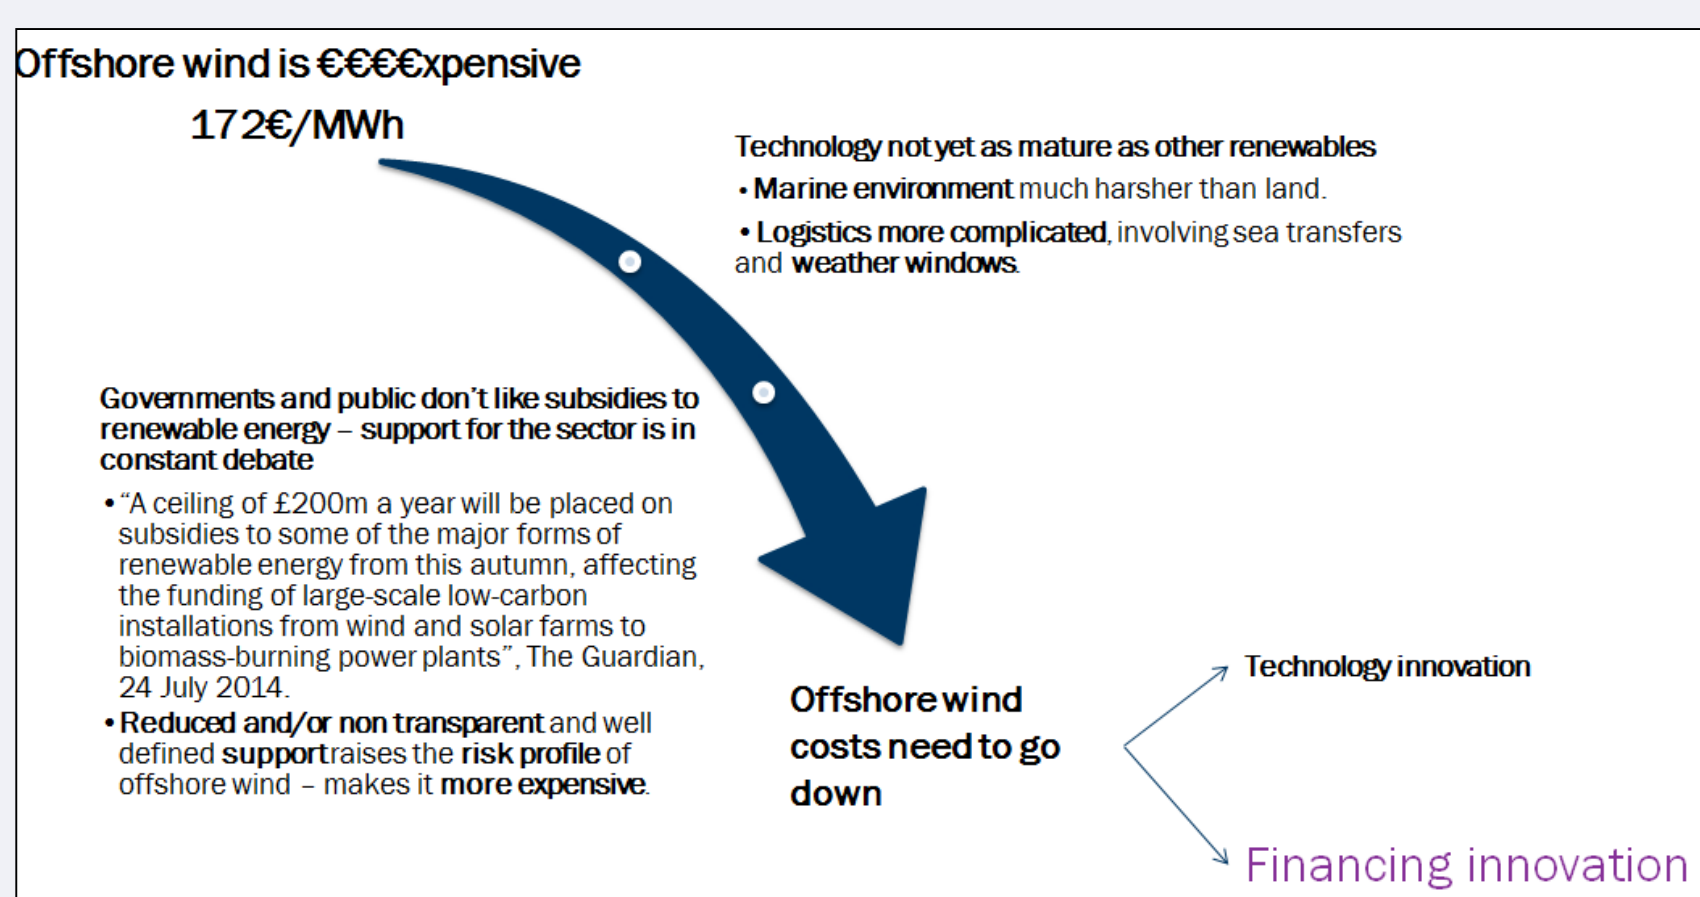 Offshore wind is €€€€xpensive
172€/MWh
Technology not yet as mature as other renewables
• Marine environment much harsher than land.
• Logistics more complicated, involving sea transfers
and weather windows.
Governments and public don’t like subsidies to
renewable energy – support for the sector is in
constant debate
• “A ceiling of £200m a year will be placed on
subsidies to some of the major forms of
renewable energy from this autumn, affecting
the funding of large-scale low-carbon
installations from wind and solar farms to
biomass-burning power plants”, The Guardian,
24 July 2014.
• Reduced and/or non transparent and well
defined support raises the risk profile of
offshore wind – makes it more expensive.
Offshore wind
costs need to go
down
Technology innovation
Financing innovation